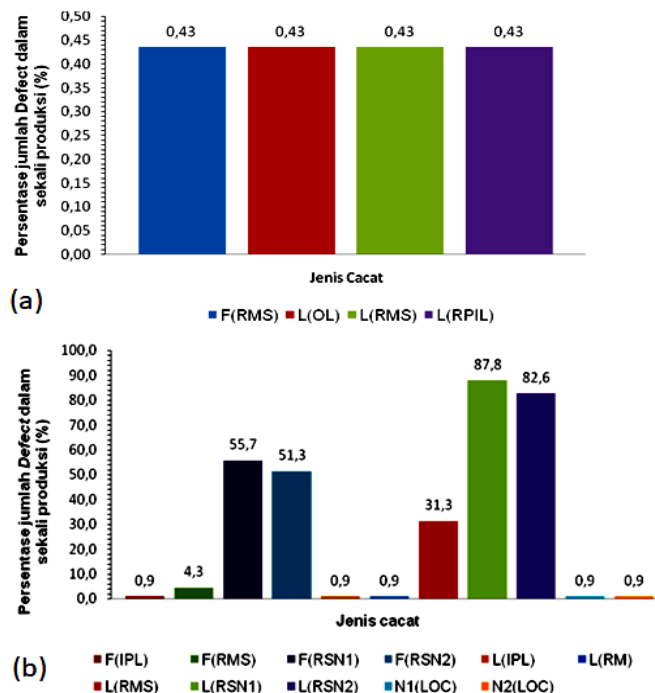 0,50
0,45
0,40
0,35
0,30
0,25
0,20
0,15
0,10
0,05
0,00
Persentase jumlah Defect dalam
sekali produksi (%)
0,43 0,43 0,43 0,43
Jenis Cacat
(a)
F(RMS) L(OL) L(RMS) L(RPIL)
100,0
90,0
80,0
70,0
60,0
50,0
40,0
30,0
20,0
10,0
0,0
Persentase jumlah Defect dalam
sekali produksi (%)
0,9 4,3 55,7 51,3 0,9 0,9 31,3 87,8 82,6 0,9 0,9
Jenis cacat
(b)
F(IPL) F(RMS) F(RSN1) F(RSN2) L(IPL) L(RM)
L(RMS) L(RSN1) L(RSN2) N1(LOC) N2(LOC)